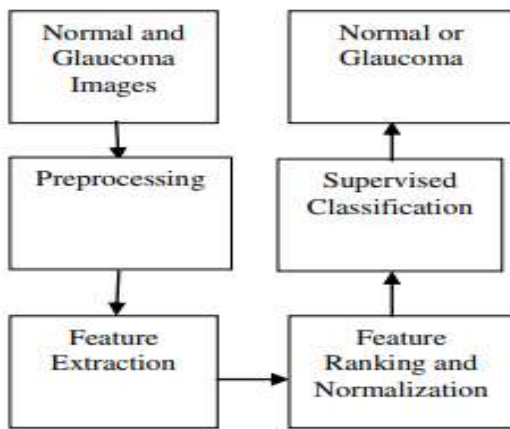 Normal and
Glaucoma
Images
Preprocessing
Feature
Extraction
Feature
Ranking and
Normalization
Supervised
Classification
Normal or
Glaucoma